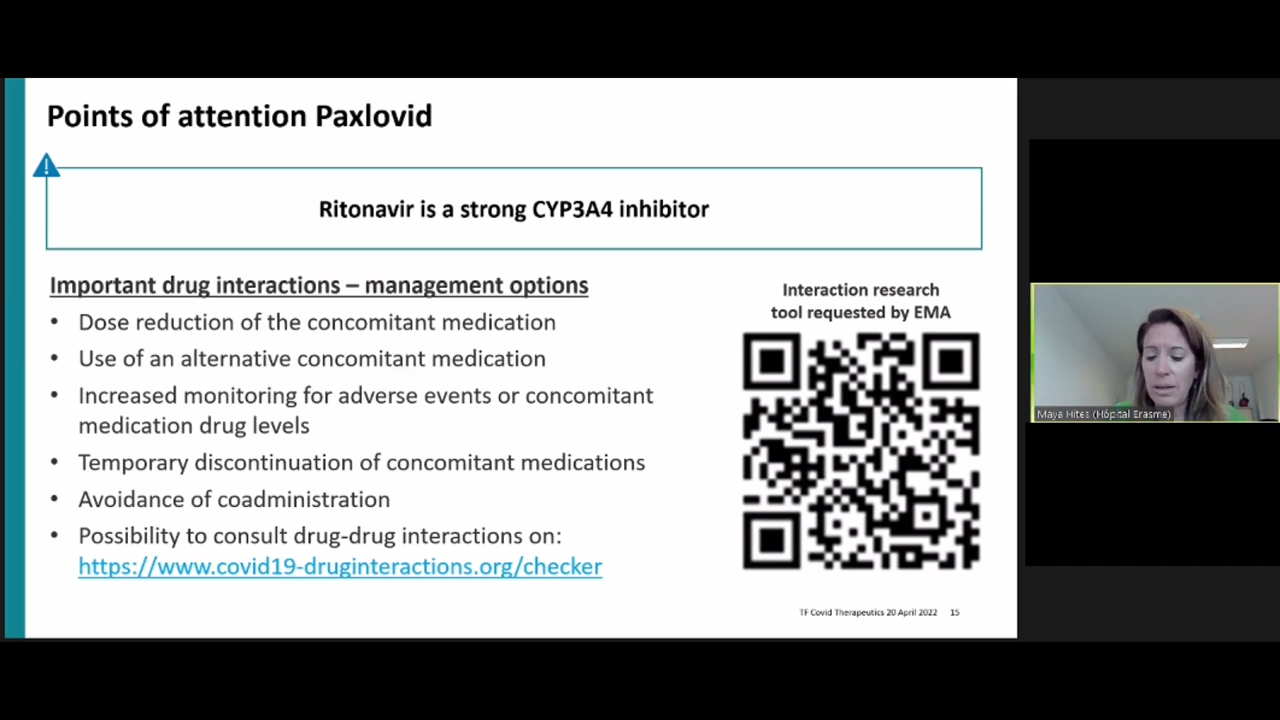 Points of attention Paxlovid
Ritonavir is a strong CYP3A4 inhibitor
Important drug interactions – management options
• Dose reduction of the concomitant medication
• Use of an alternative concomitant medication
• Increased monitoring for adverse events or concomitant
medication drug levels
• Temporary discontinuation of concomitant medications
• Avoidance of coadministration
• Possibility to consult drug-drug interactions on:
https://www.covid19-druginteractions.org/checker
Interaction research
tool requested by EMA
TF Covid Therapeutics 20 April 2022 15
Maya Hites (Hôpital Erasme)